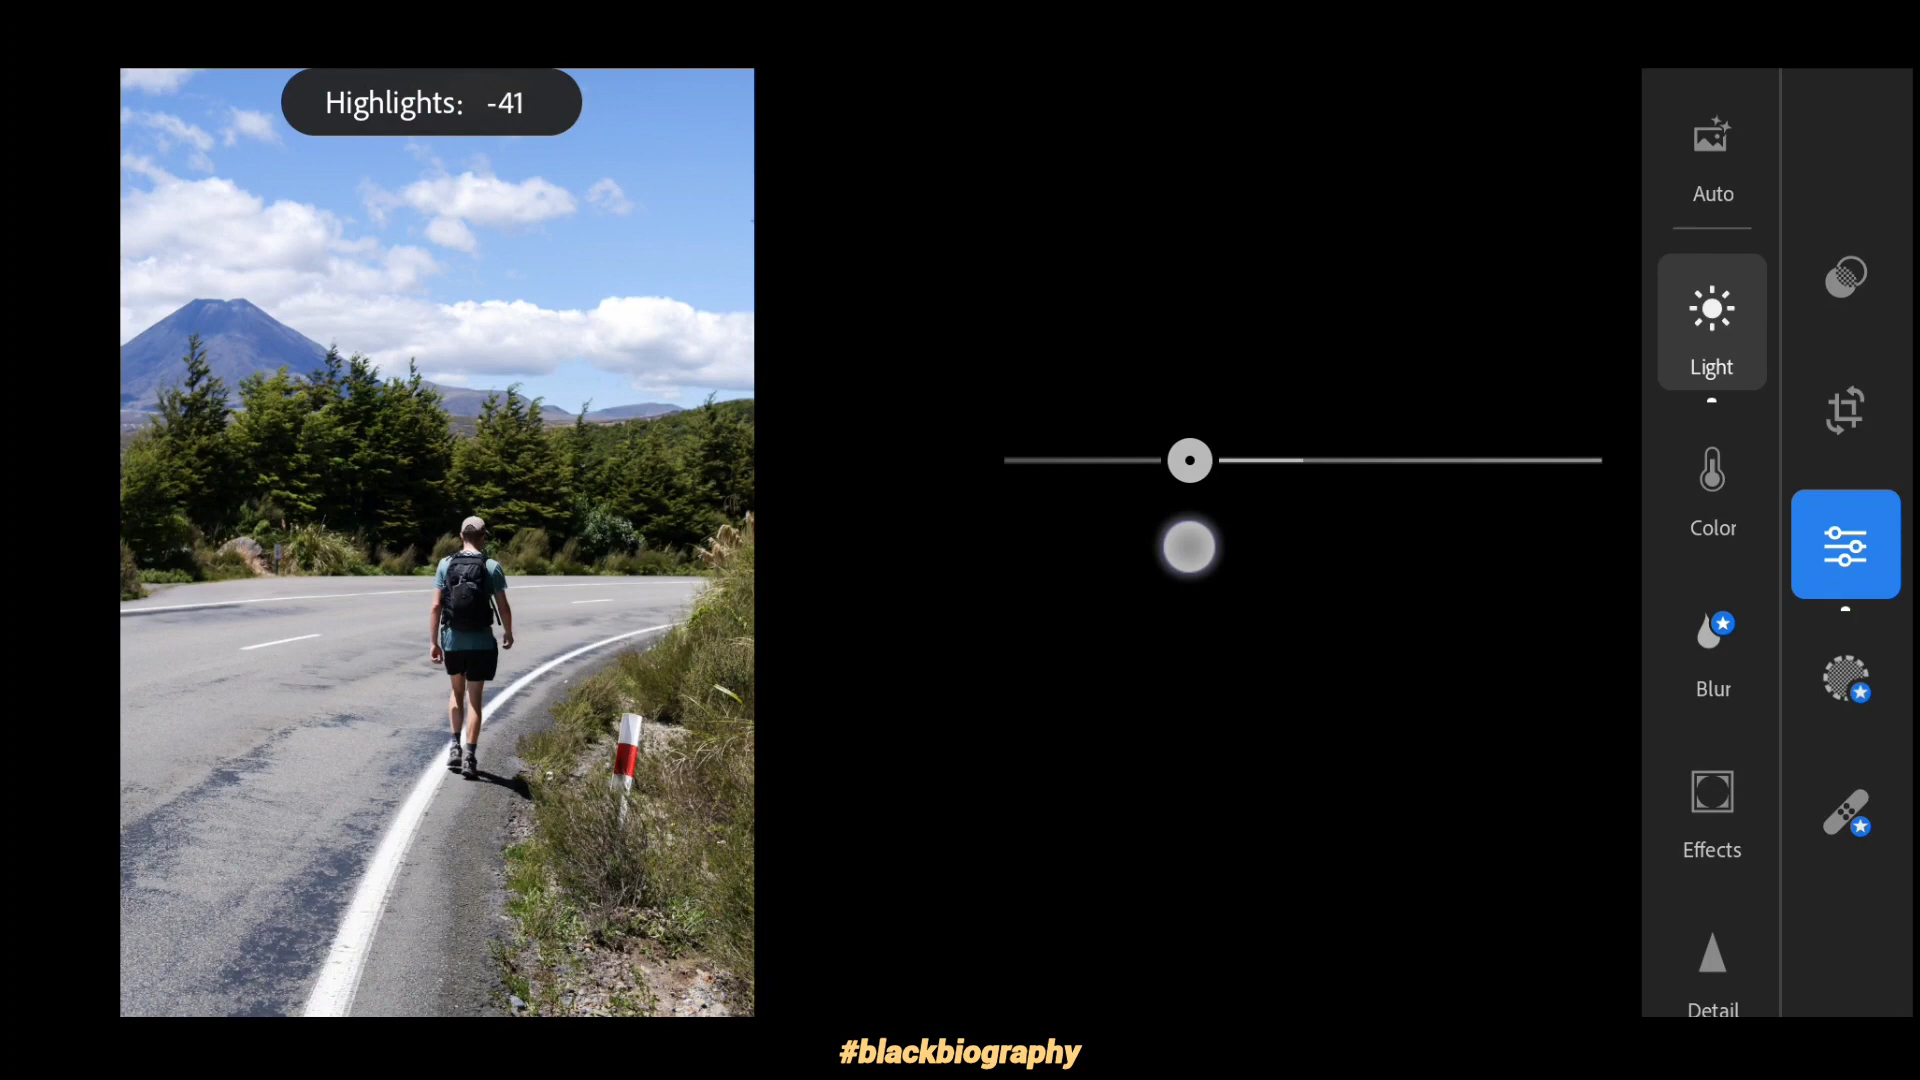 Highlights: -41
Auto
Light
Color
Blur
Effects
Detail
#blackbiography